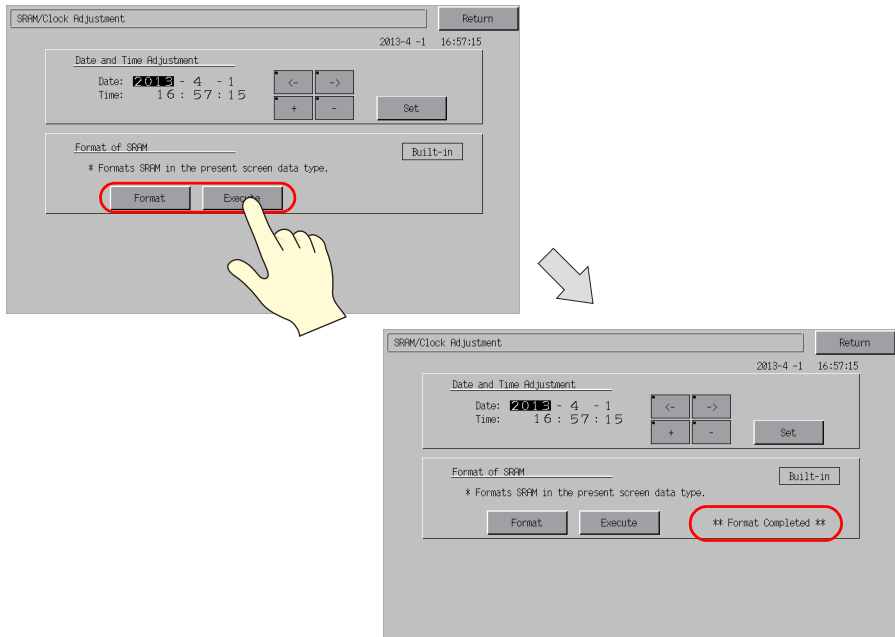 SRAM/Clock Adjustment
Return
2013-4 -1 16:57:15
Date and Time Adjustment
Date: 2013 - 4 - 1
<- ->
Time: 16 : 57 : 15
+ - Set
Format of SRAM
Built-in
* Formats SRAM in the present screen data type.
Format Execute
SRAM/Clock Adjustment
Return
2013-4 -1 16:57:15
Date and Time Adjustment
Date: 2013 - 4 - 1
<- ->
Time: 16 : 57 : 15
+ - Set
Format of SRAM
Built-in
* Formats SRAM in the present screen data type.
Format Execute ** Format Completed **